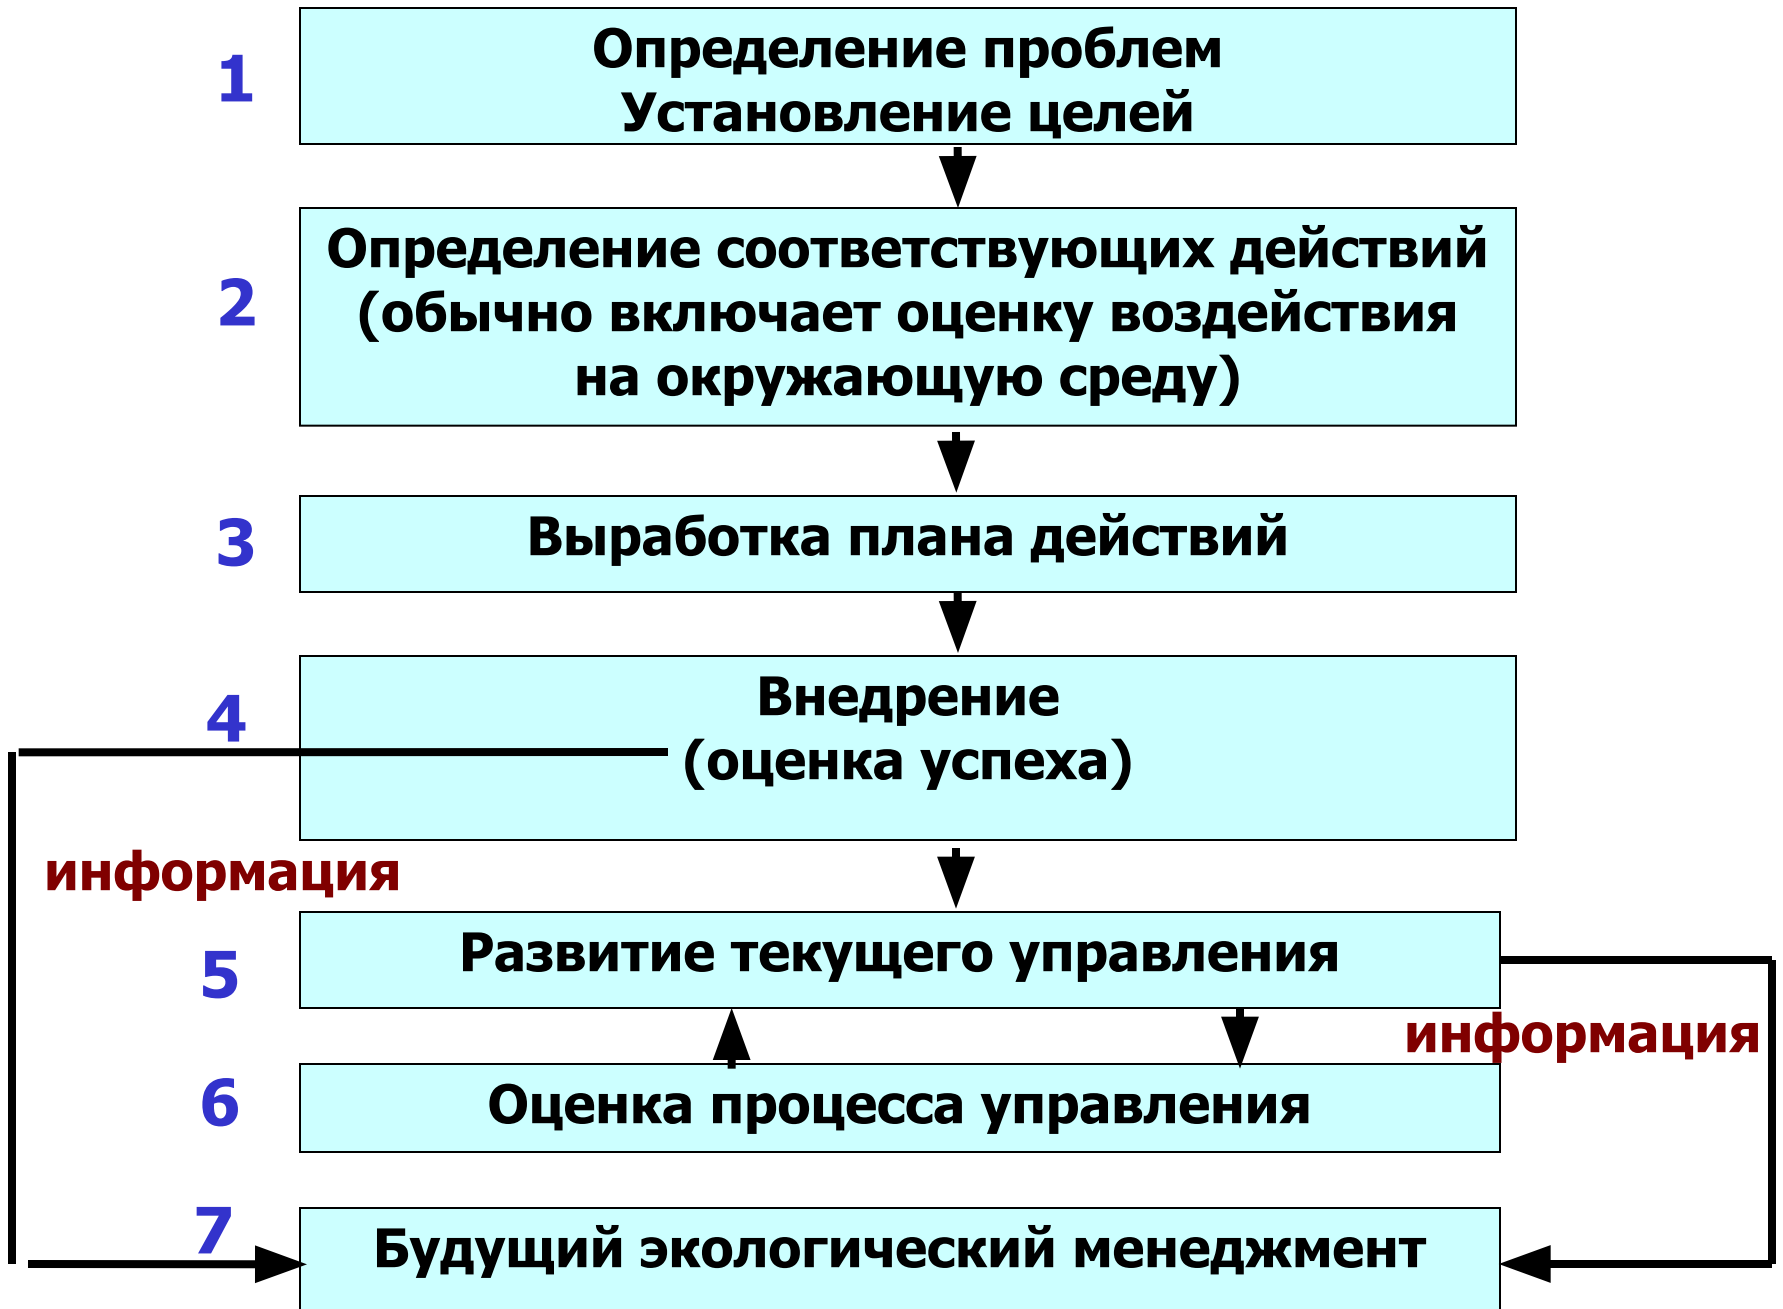 1
Определение проблем
Установление целей
2
Определение соответствующих действий
(обычно включает оценку воздействия
на окружающую среду)
3
Выработка плана действий
4
Внедрение
(оценка успеха)
информация
5
Развитие текущего управления
информация
6
Оценка процесса управления
7
Будущий экологический менеджмент